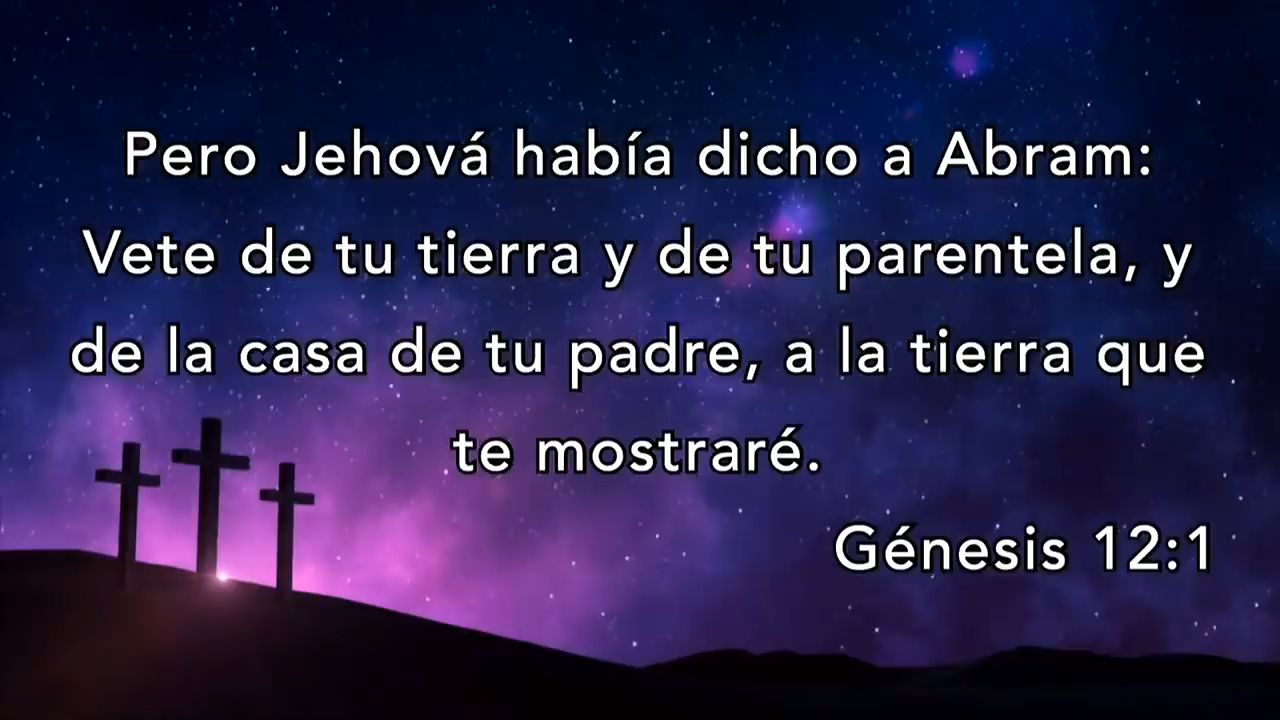 Pero Jehová había dicho a Abram:
Vete de tu tierra y de tu parentela, y
de la casa de tu padre, a la tierra que
te mostraré.
Génesis 12:1